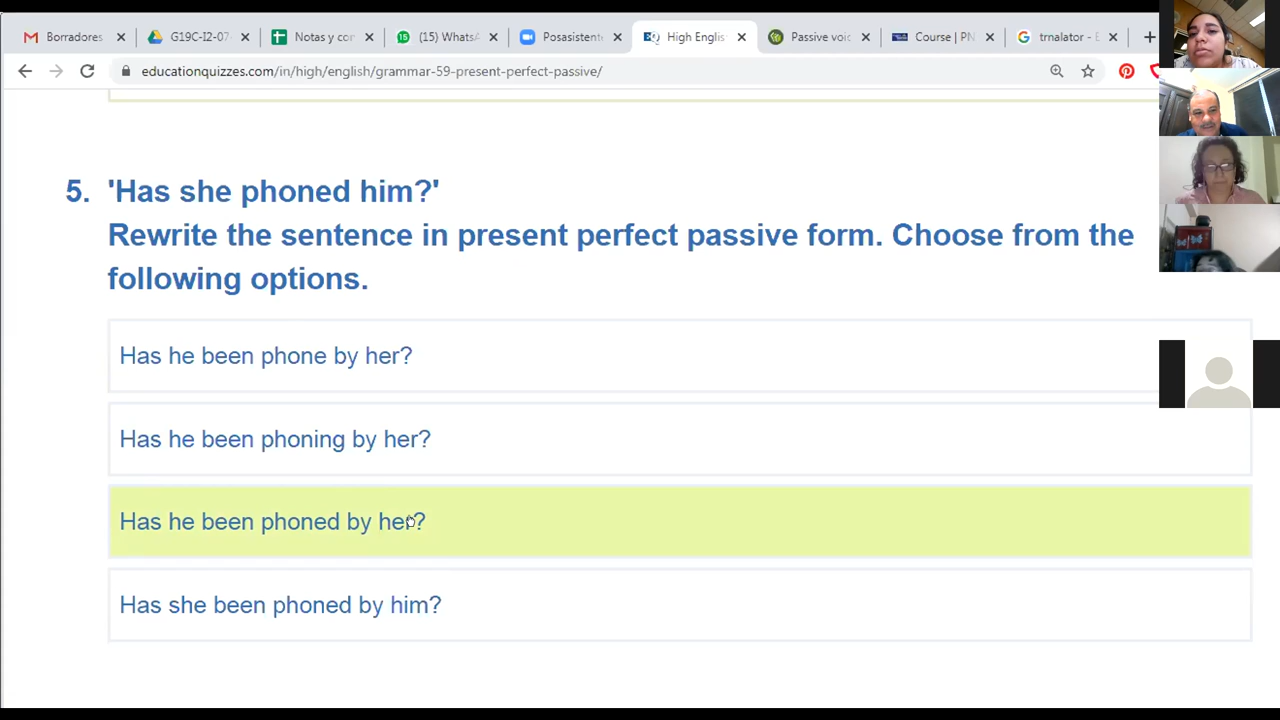 Borradores
G19C-I2-07
Notas y con
(15) WhatsA
Posasistente
High Englis
Passive voic
Course | PN
trnalator - B
educationquizzes.com/in/high/english/grammar-59-present-perfect-passive/
5. 'Has she phoned him?'
Rewrite the sentence in present perfect passive form. Choose from the
following options.
Has he been phone by her?
Has he been phoning by her?
Has he been phoned by her?
Has she been phoned by him?